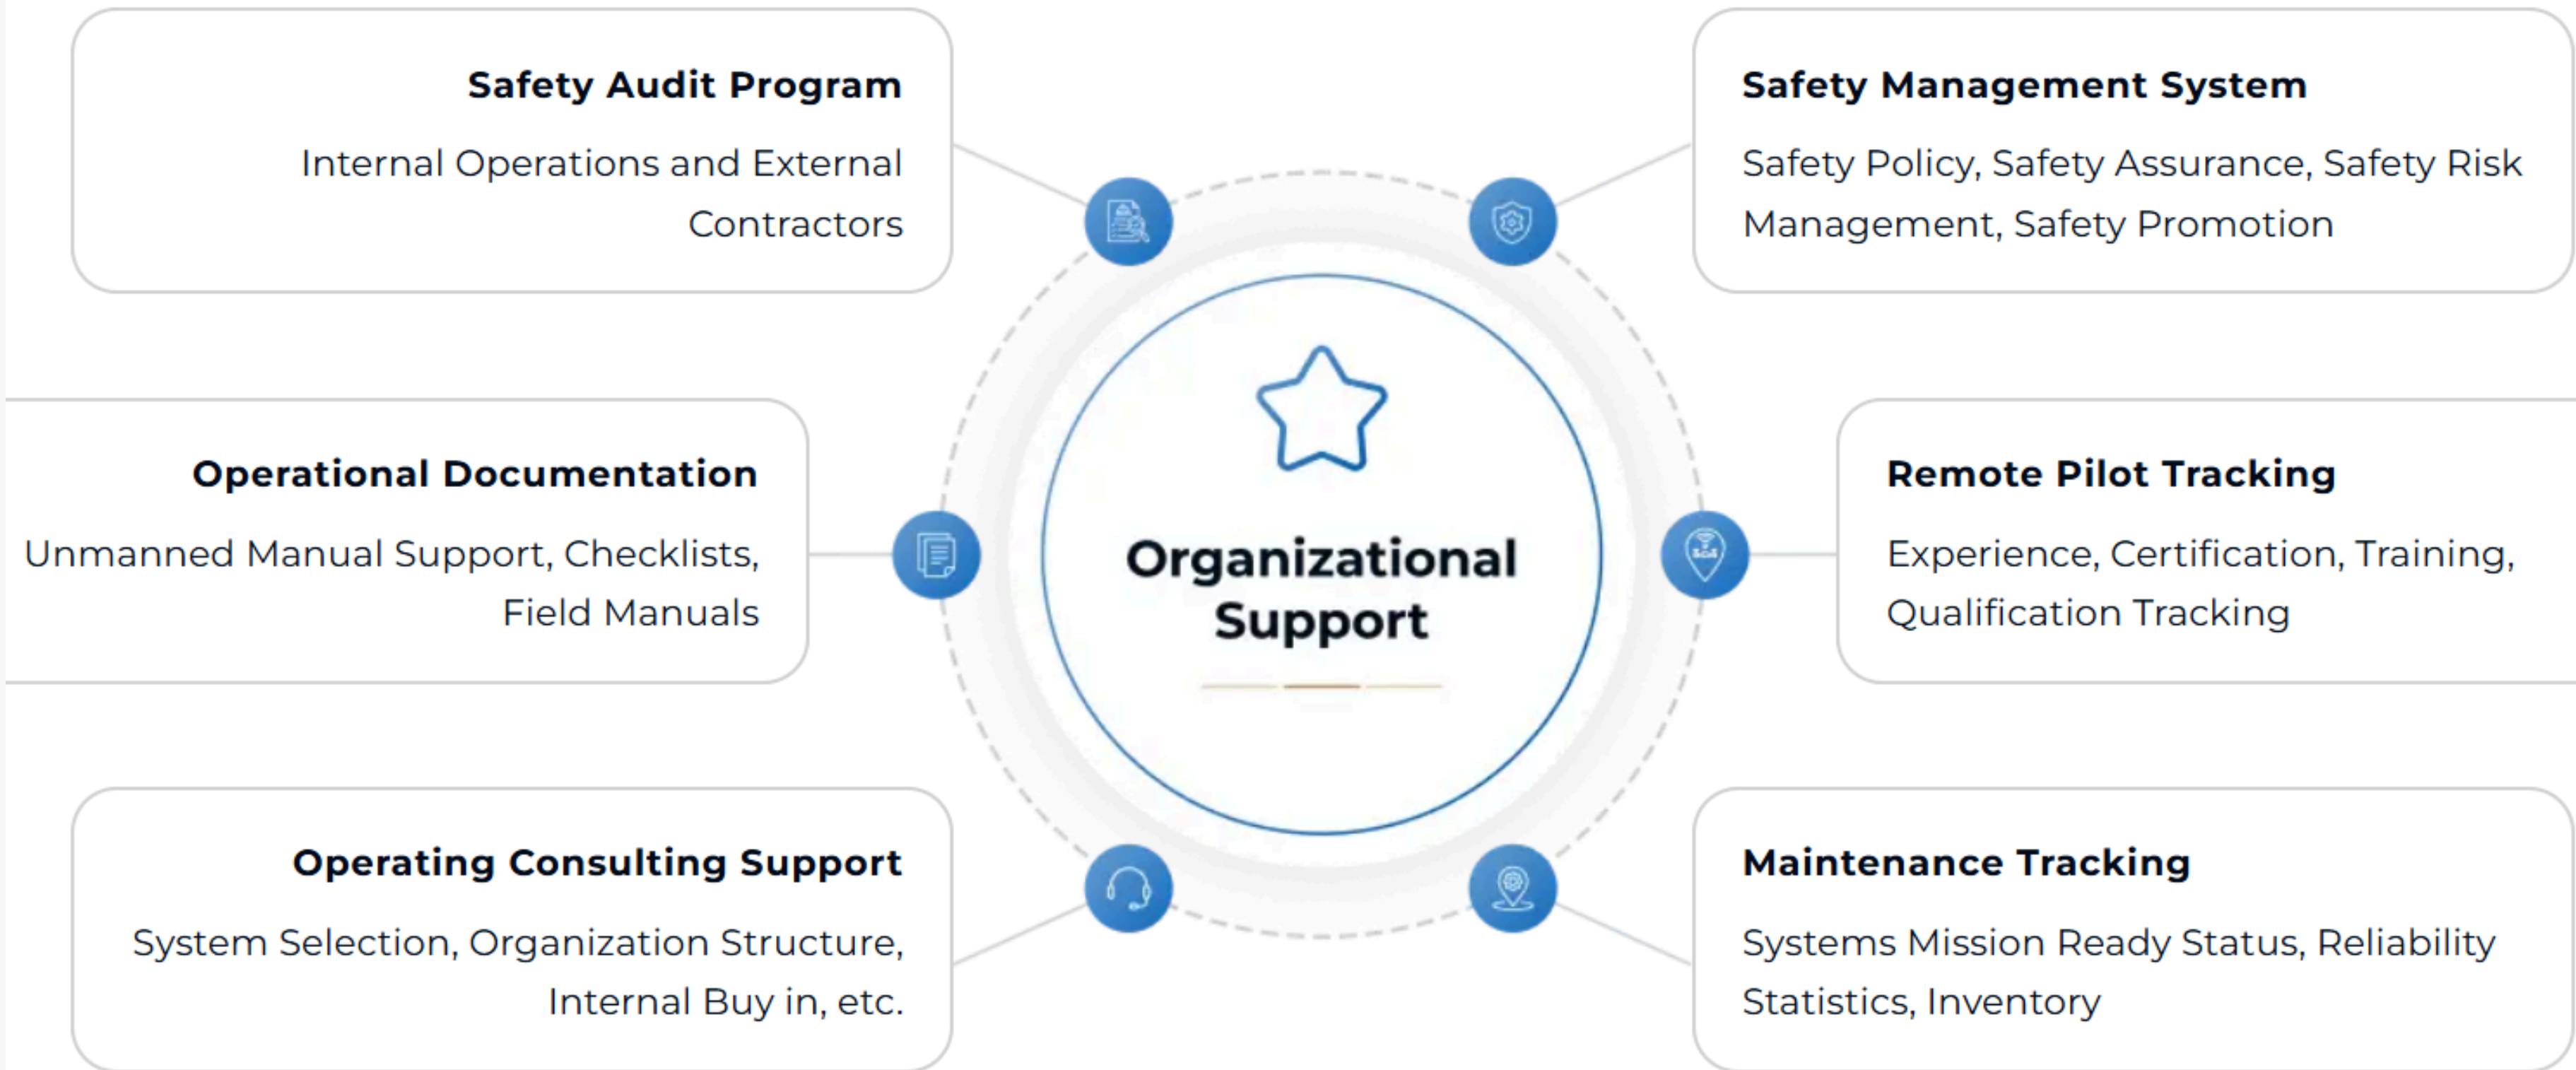 Safety Audit Program
Internal Operations and External
Contractors
Safety Management System
Safety Policy, Safety Assurance, Safety Risk
Management, Safety Promotion
Operational Documentation
Unmanned Manual Support, Checklists,
Field Manuals
Organizational
Support
Remote Pilot Tracking
Experience, Certification, Training,
Qualification Tracking
Operating Consulting Support
System Selection, Organization Structure,
Internal Buy in, etc.
Maintenance Tracking
Systems Mission Ready Status, Reliability
Statistics, Inventory